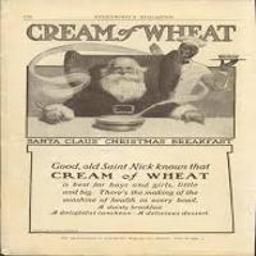 CREAM of WHEAT
SANTA CLAUS' CHRISTMAS BREAKFAST
Good, old Saint Nick knows that
CREAM of WHEAT
is best for boys and girls, little
and big. There's the making of the
sunshine of health in every bowl.
A dainty breakfast
A delightful luncheon - A delicious dessert